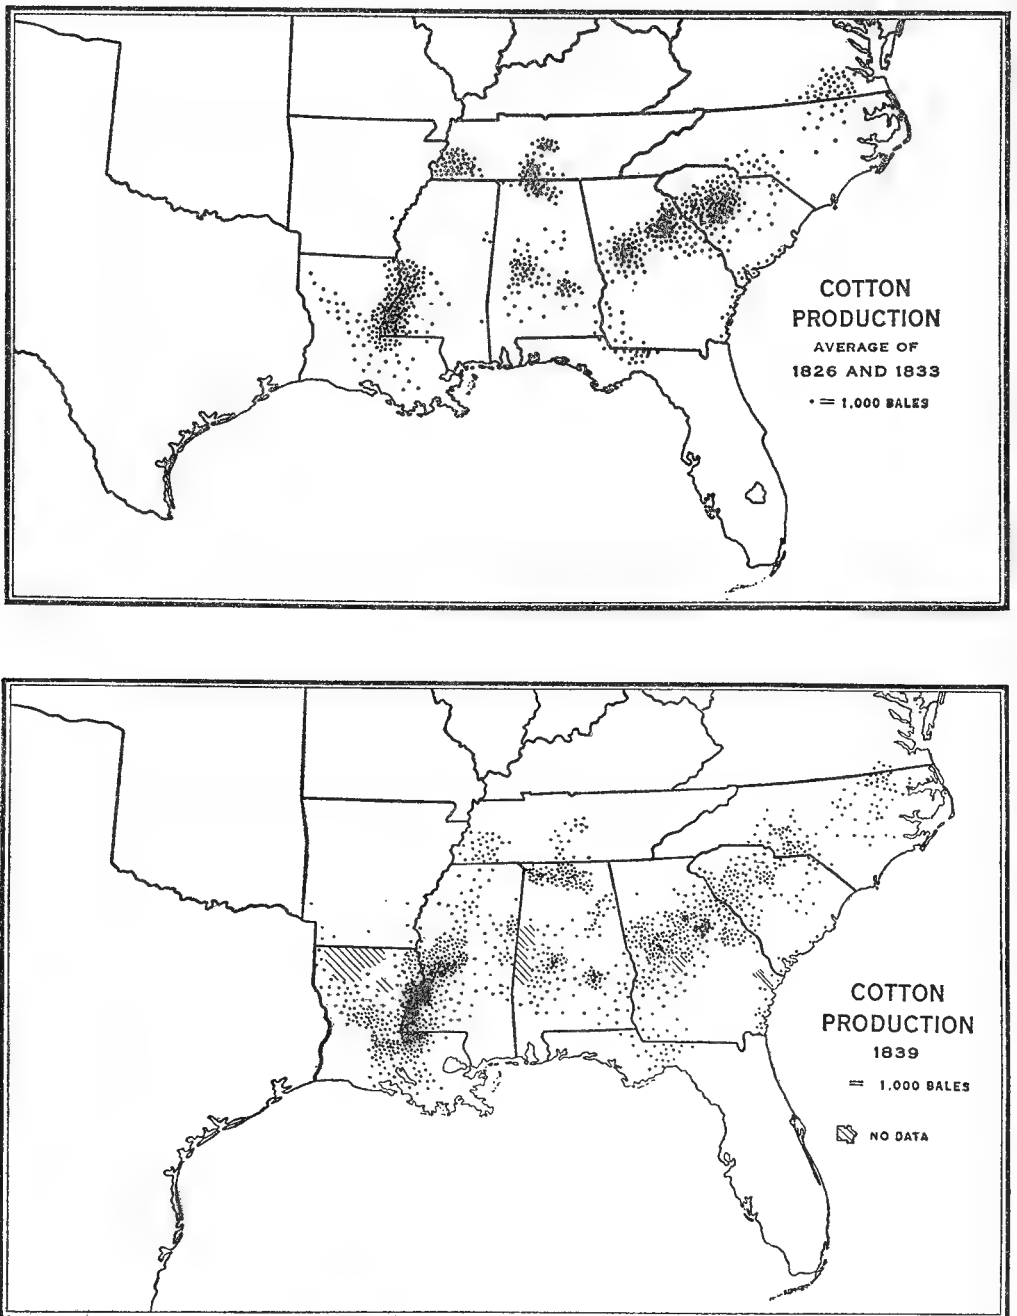 COTTON
PRODUCTION
AVERAGE OF
1826 AND 1833
• = 1,000 BALES
COTTON
PRODUCTION
1839
= 1,000 BALES
NO DATA